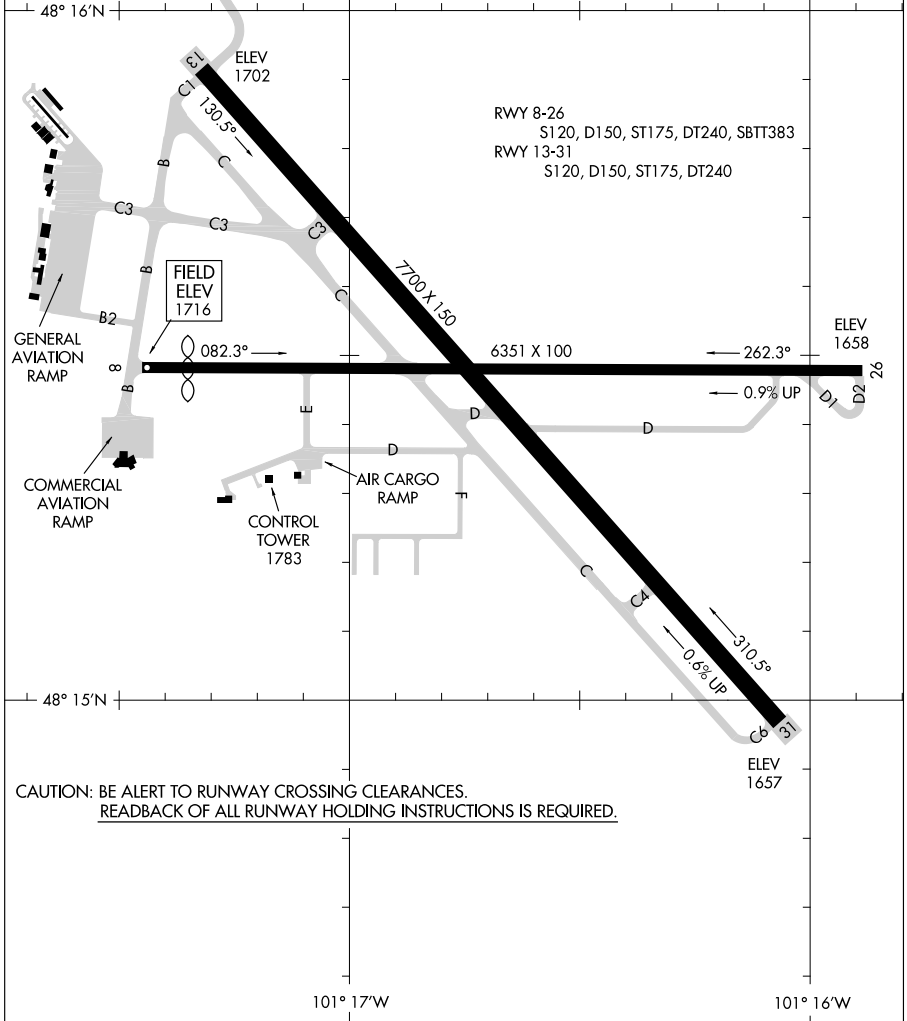 48° 16'N
13
ELEV
1702
C1
130.5°
RWY 8-26
S120, D150, ST175, DT240, SBTT383
RWY 13-31
S120, D150, ST175, DT240
B
C
C3
C3
C3
B
FIELD
ELEV
1716
C
7700 X 150
B2
GENERAL
AVIATION
RAMP
ELEV
1658
8
082.3°
6351 X 100
262.3°
26
0.9% UP
B
E
D
D
D1
D2
D
COMMERCIAL
AVIATION
RAMP
AIR CARGO
RAMP
F
CONTROL
TOWER
1783
C
C4
310.5°
0.6% UP
48° 15'N
C6
31
ELEV
1657
CAUTION: BE ALERT TO RUNWAY CROSSING CLEARANCES.
READBACK OF ALL RUNWAY HOLDING INSTRUCTIONS IS REQUIRED.
101° 17'W
101° 16'W